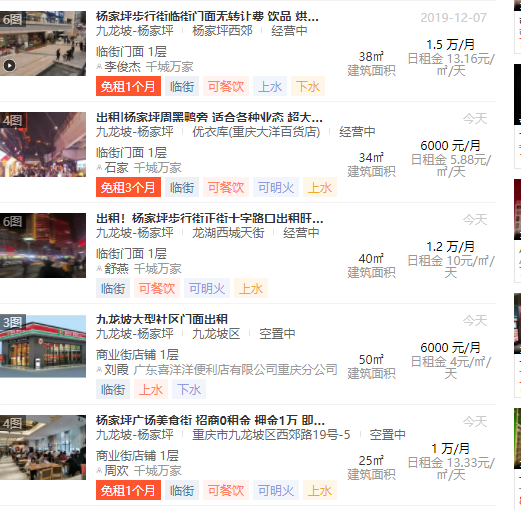 6图
杨家坪步行街临街门面无转让费 饮品 烘...
2019-12-07
九龙坡-杨家坪 杨家坪西郊 经营中
临街门面 1层
李俊杰 千城万家
38㎡
建筑面积
1.5 万/月
日租金 13.16元/㎡/天
免租1个月 临街 可餐饮 上水 下水
4图
出租|杨家坪周黑鸭旁 适合各种业态 超大...
今天
九龙坡-杨家坪 优衣库(重庆大洋百货店) 经营中
临街门面 1层
石家 千城万家
34㎡
建筑面积
6000 元/月
日租金 5.88元/㎡/天
免租3个月 临街 可餐饮 可明火 上水
6图
出租！杨家坪步行街正街十字路口出租旺...
今天
九龙坡-杨家坪 龙湖西城天街 经营中
临街门面 1层
舒燕 千城万家
40㎡
建筑面积
1.2 万/月
日租金 10元/㎡/天
临街 可餐饮 可明火 上水
3图
九龙坡大型社区门面出租
今天
九龙坡-杨家坪 九龙坡区 空置中
商业街店铺 1层
刘霞 广东喜洋洋便利店有限公司重庆分公司
50㎡
建筑面积
6000 元/月
日租金 4元/㎡/天
临街 上水 下水
4图
杨家坪广场美食街 招商0租金 押金1万 即...
今天
九龙坡-杨家坪 重庆市九龙坡区西郊路19号-5 空置中
商业街店铺 1层
周欢 千城万家
25㎡
建筑面积
1 万/月
日租金 13.33元/㎡/天
免租1个月 临街 可餐饮 可明火 上水